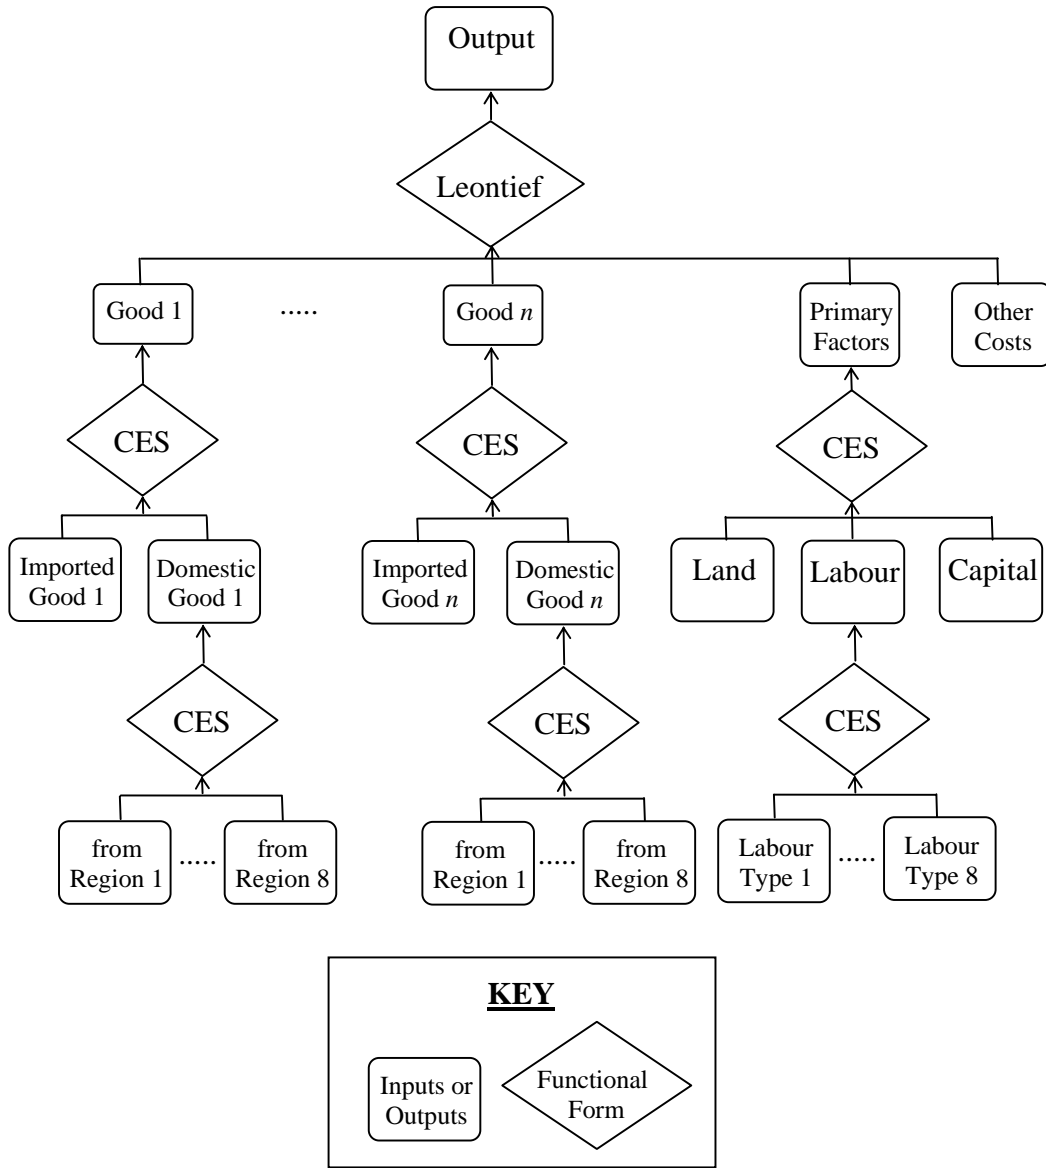 Output
Leontief
Good 1
.....
Good n
Primary
Factors
Other
Costs
CES
CES
CES
Imported
Good 1
Domestic
Good 1
Imported
Good n
Domestic
Good n
Land
Labour
Capital
CES
CES
CES
from
Region 1
.....
from
Region 8
from
Region 1
.....
from
Region 8
Labour
Type 1
.....
Labour
Type 8
KEY
Inputs or
Outputs
Functional
Form